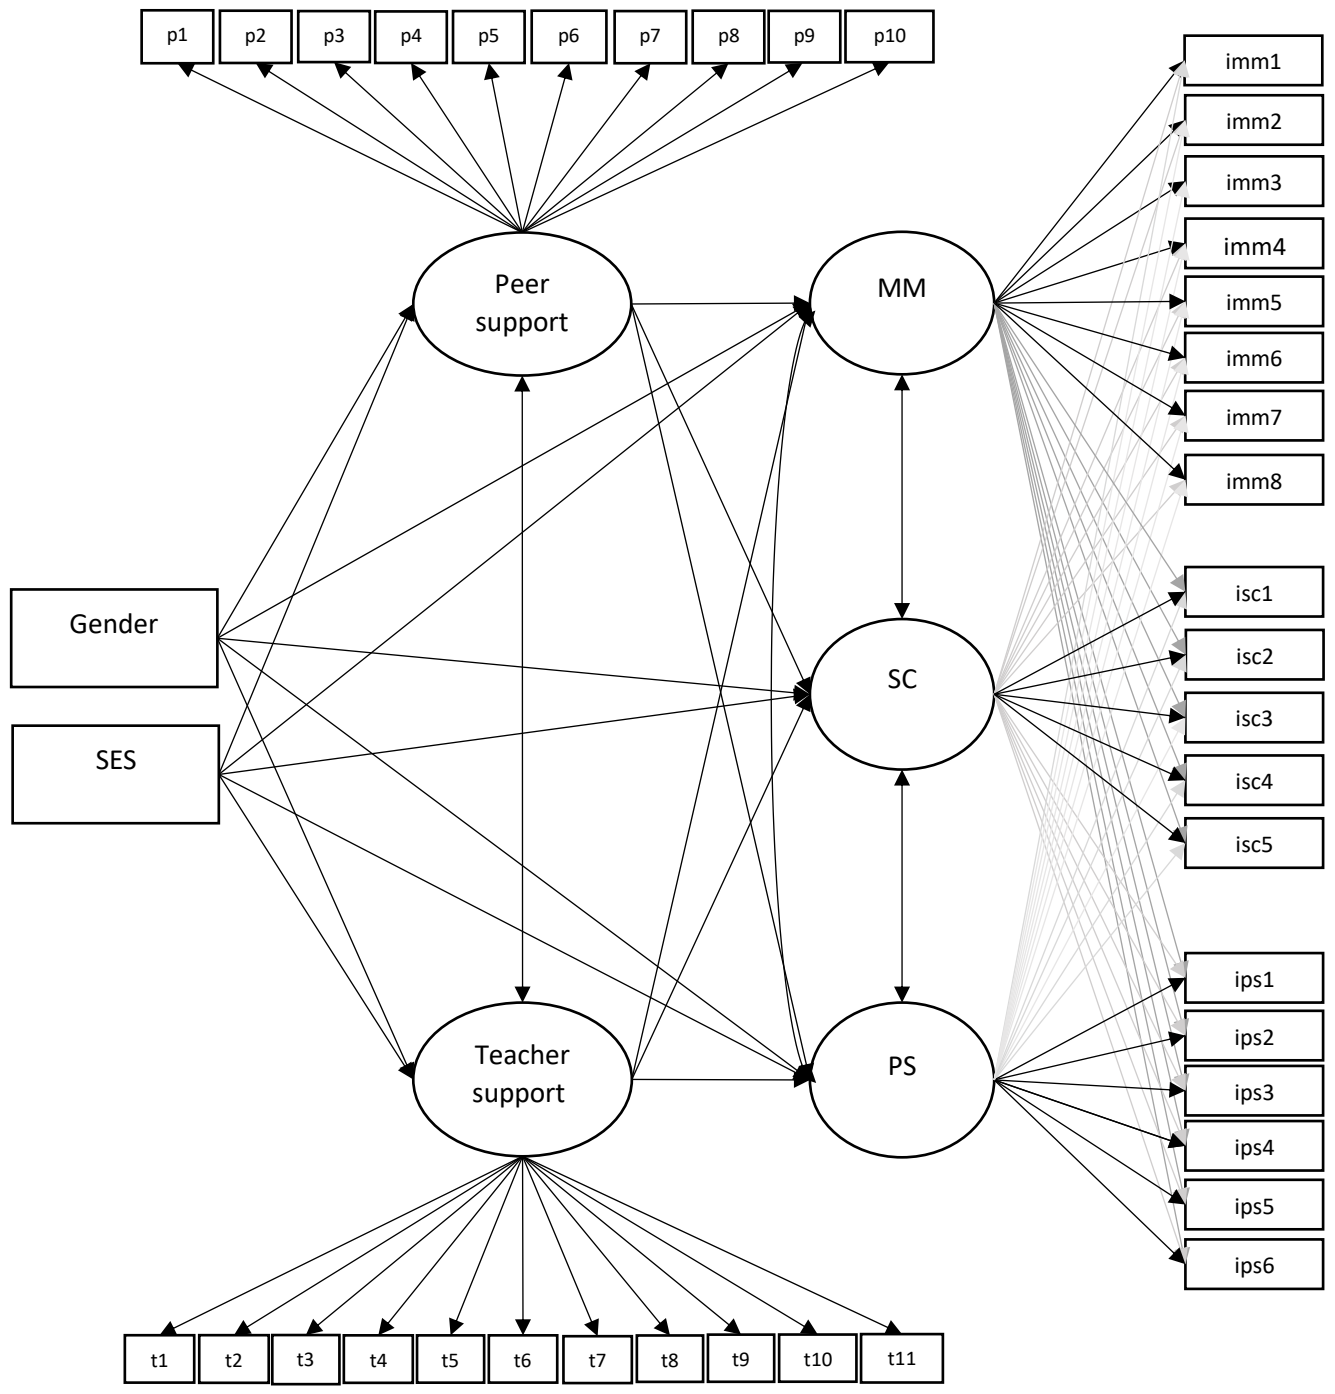 p1
p2
p3
p4
p5
p6
p7
p8
p9
p10
imm1
imm2
imm3
imm4
imm5
imm6
imm7
imm8
Peer
support
MM
Gender
SES
SC
isc1
isc2
isc3
isc4
isc5
Teacher
support
PS
ips1
ips2
ips3
ips4
ips5
ips6
t1
t2
t3
t4
t5
t6
t7
t8
t9
t10
t11